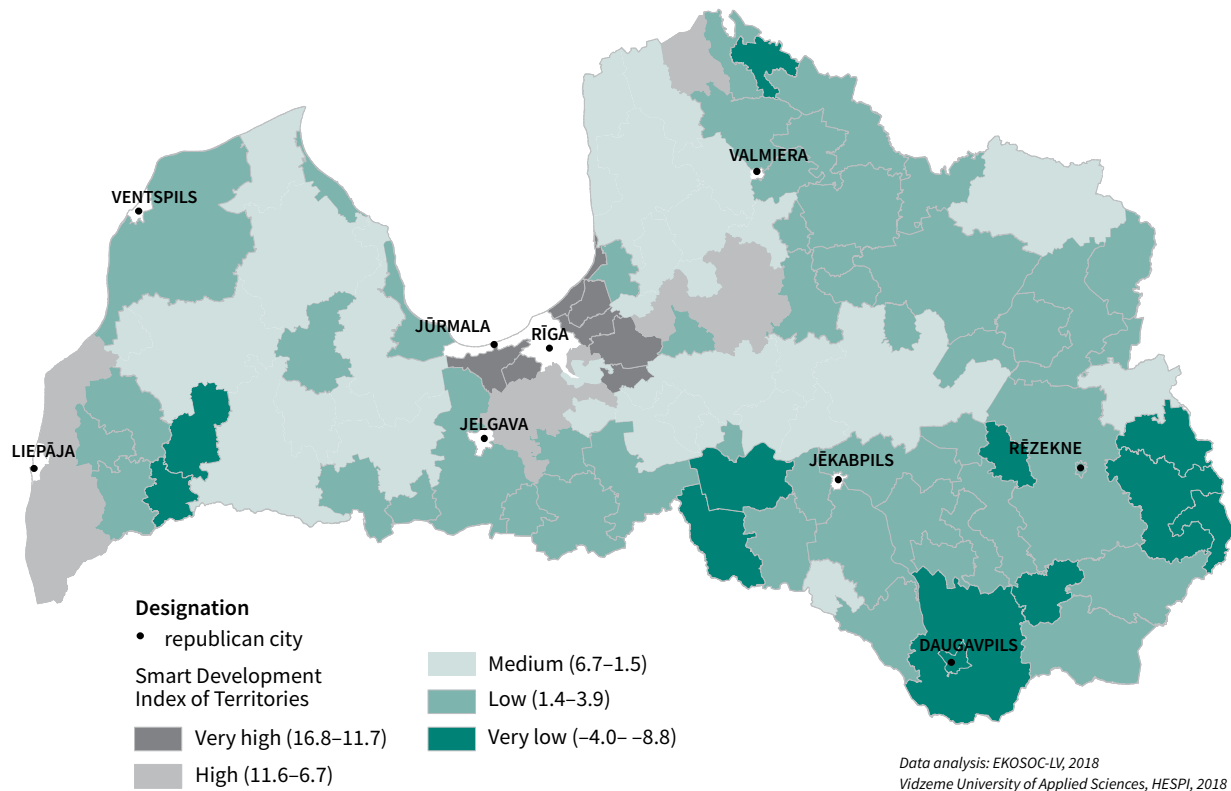 VALMIERA
VENTSPILS
JŪRMALA
RĪGA
JELGAVA
LIEPĀJA
JĒKABPILS
RĒZEKNE
DAUGAVPILS
Designation
republican city
Smart Development
Index of Territories
Very high (16.8–11.7)
High (11.6–6.7)
Medium (6.7–1.5)
Low (1.4–3.9)
Very low (–4.0– –8.8)
Data analysis: EKOSOC-LV, 2018
Vidzeme University of Applied Sciences, HESPI, 2018